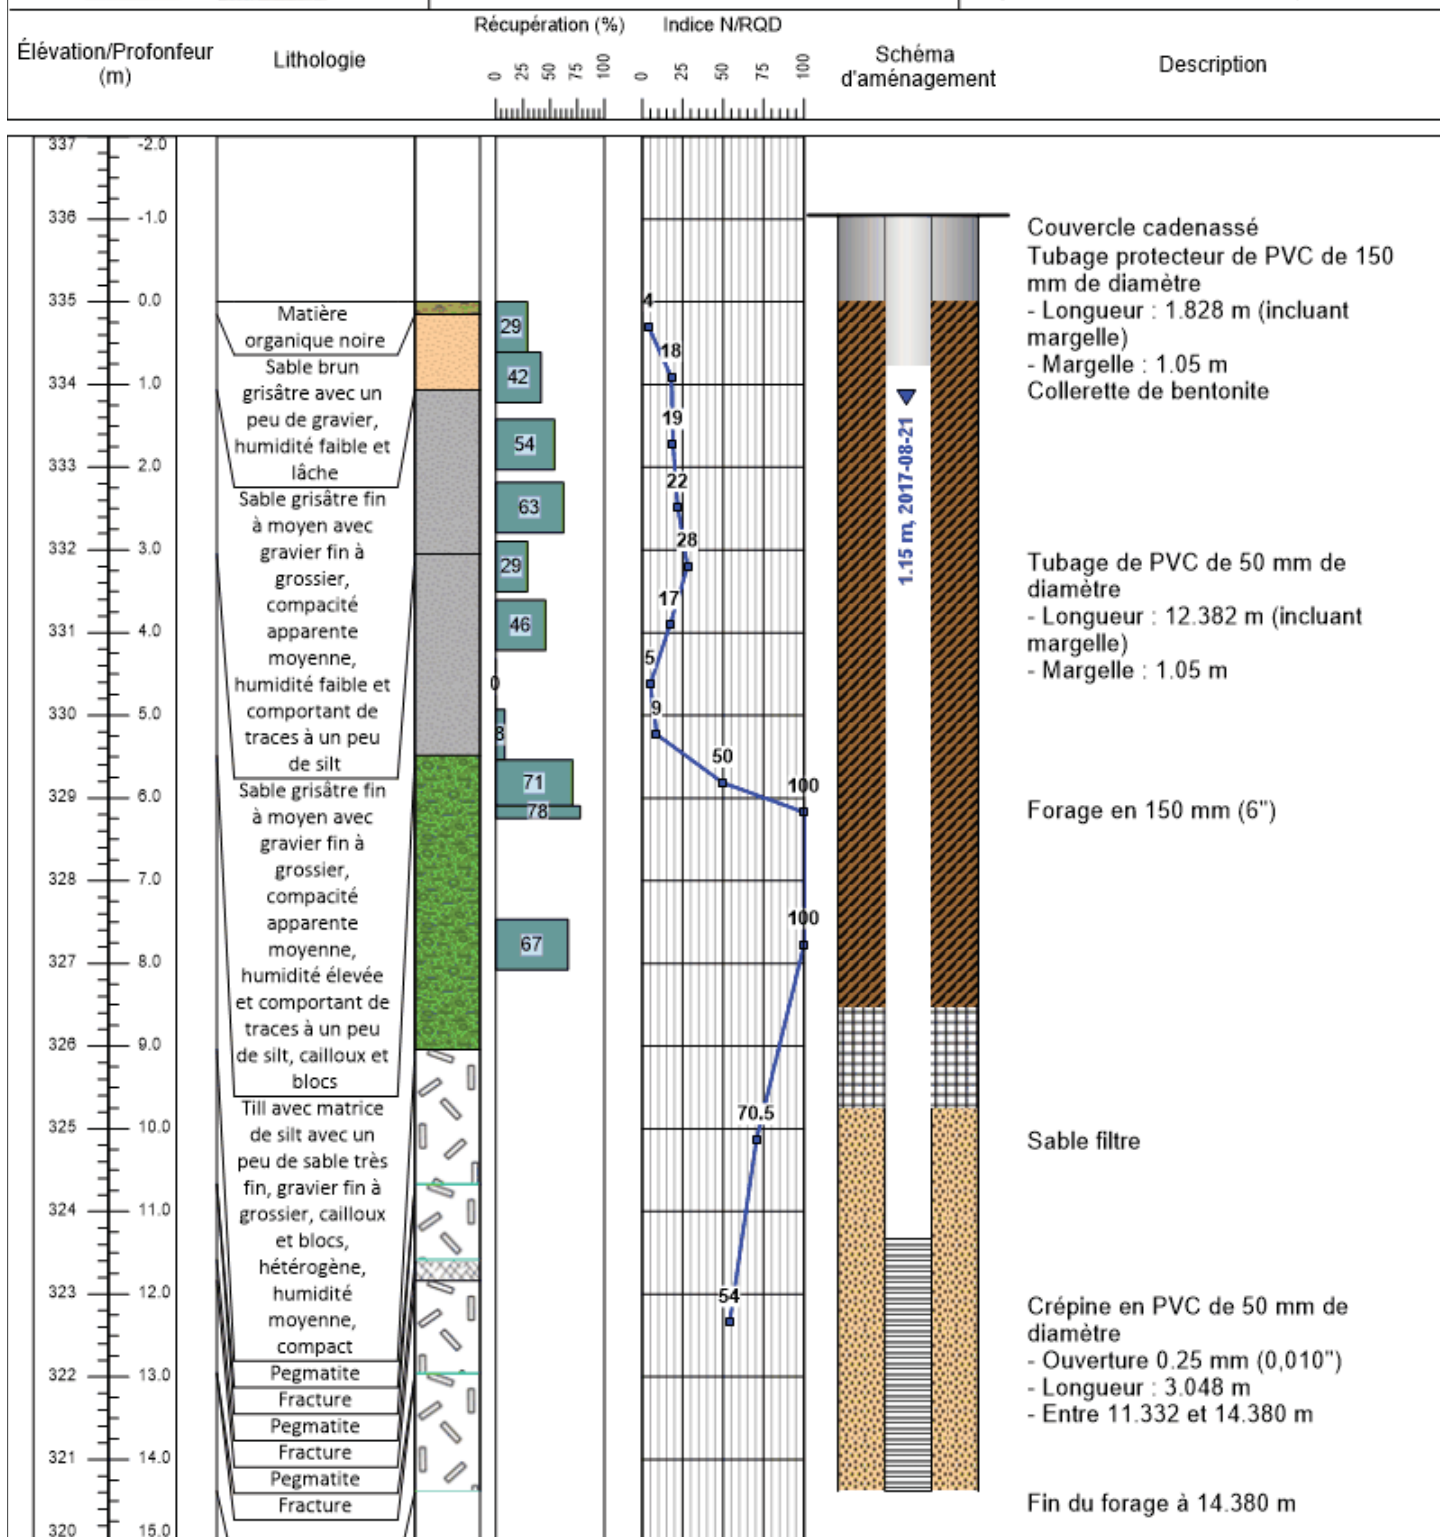 Récupération (%)
Indice N/RQD
Élévation/Profonfeur
(m)
Lithologie
0 25 50 75 100
0 25 50 75 100
Schéma
d'aménagement
Description
337 -2.0
336 -1.0
335 0.0
334 1.0
333 2.0
332 3.0
331 4.0
330 5.0
329 6.0
328 7.0
327 8.0
326 9.0
325 10.0
324 11.0
323 12.0
322 13.0
321 14.0
320 15.0
Matière
organique noire
Sable brun
grisâtre avec un
peu de gravier,
humidité faible et
lâche
Sable grisâtre fin
à moyen avec
gravier fin à
grossier,
compacité
apparente
moyenne,
humidité faible et
comportant de
traces à un peu
de silt
Sable grisâtre fin
à moyen avec
gravier fin à
grossier,
compacité
apparente
moyenne,
humidité élevée
et comportant de
traces à un peu
de silt, cailloux et
blocs
Till avec matrice
de silt avec un
peu de sable très
fin, gravier fin à
grossier, cailloux
et blocs,
hétérogène,
humidité
moyenne,
compact
Pegmatite
Fracture
Pegmatite
Fracture
Pegmatite
Fracture
29
42
54
63
29
46
0
8
71
78
67
4
18
19
22
28
17
5
9
50
100
100
70.5
54
1.15 m, 2017-08-21
Couvercle cadenassé
Tubage protecteur de PVC de 150
mm de diamètre
- Longueur : 1.828 m (incluant
margelle)
- Margelle : 1.05 m
Collerette de bentonite
Tubage de PVC de 50 mm de
diamètre
- Longueur : 12.382 m (incluant
margelle)
- Margelle : 1.05 m
Forage en 150 mm (6")
Sable filtre
Crépine en PVC de 50 mm de
diamètre
- Ouverture 0.25 mm (0,010")
- Longueur : 3.048 m
- Entre 11.332 et 14.380 m
Fin du forage à 14.380 m